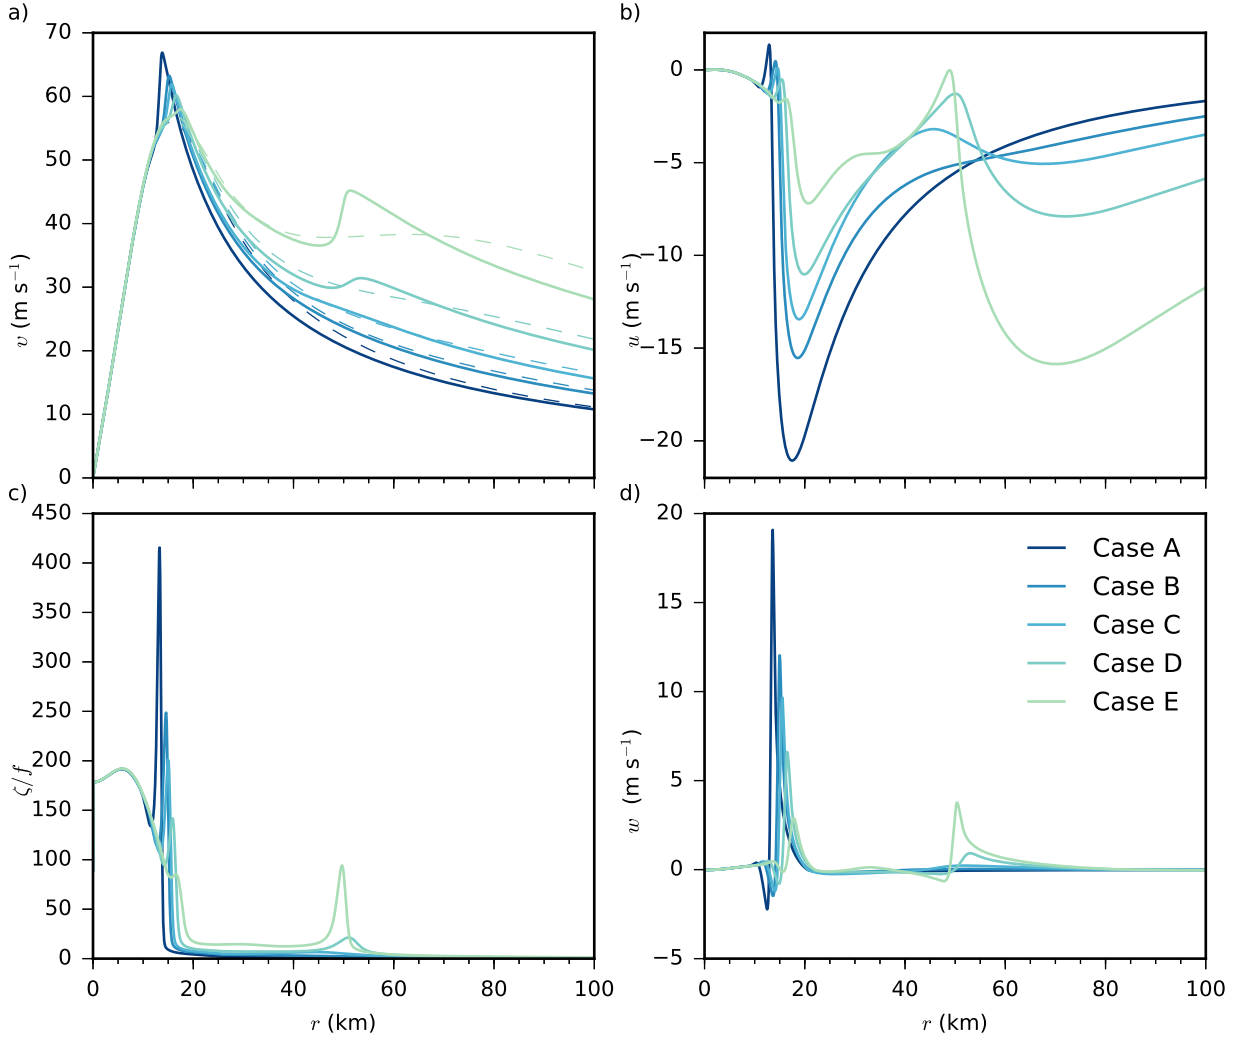 a)
70
60
50
40
30
20
10
0
v (m s⁻¹)
b)
0
−5
−10
−15
−20
u (m s⁻¹)
c)
450
400
350
300
250
200
150
100
50
0
ζ/f
0 20 40 60 80 100
r (km)
d)
20
15
10
5
0
−5
w (m s⁻¹)
Case A
Case B
Case C
Case D
Case E
0 20 40 60 80 100
r (km)